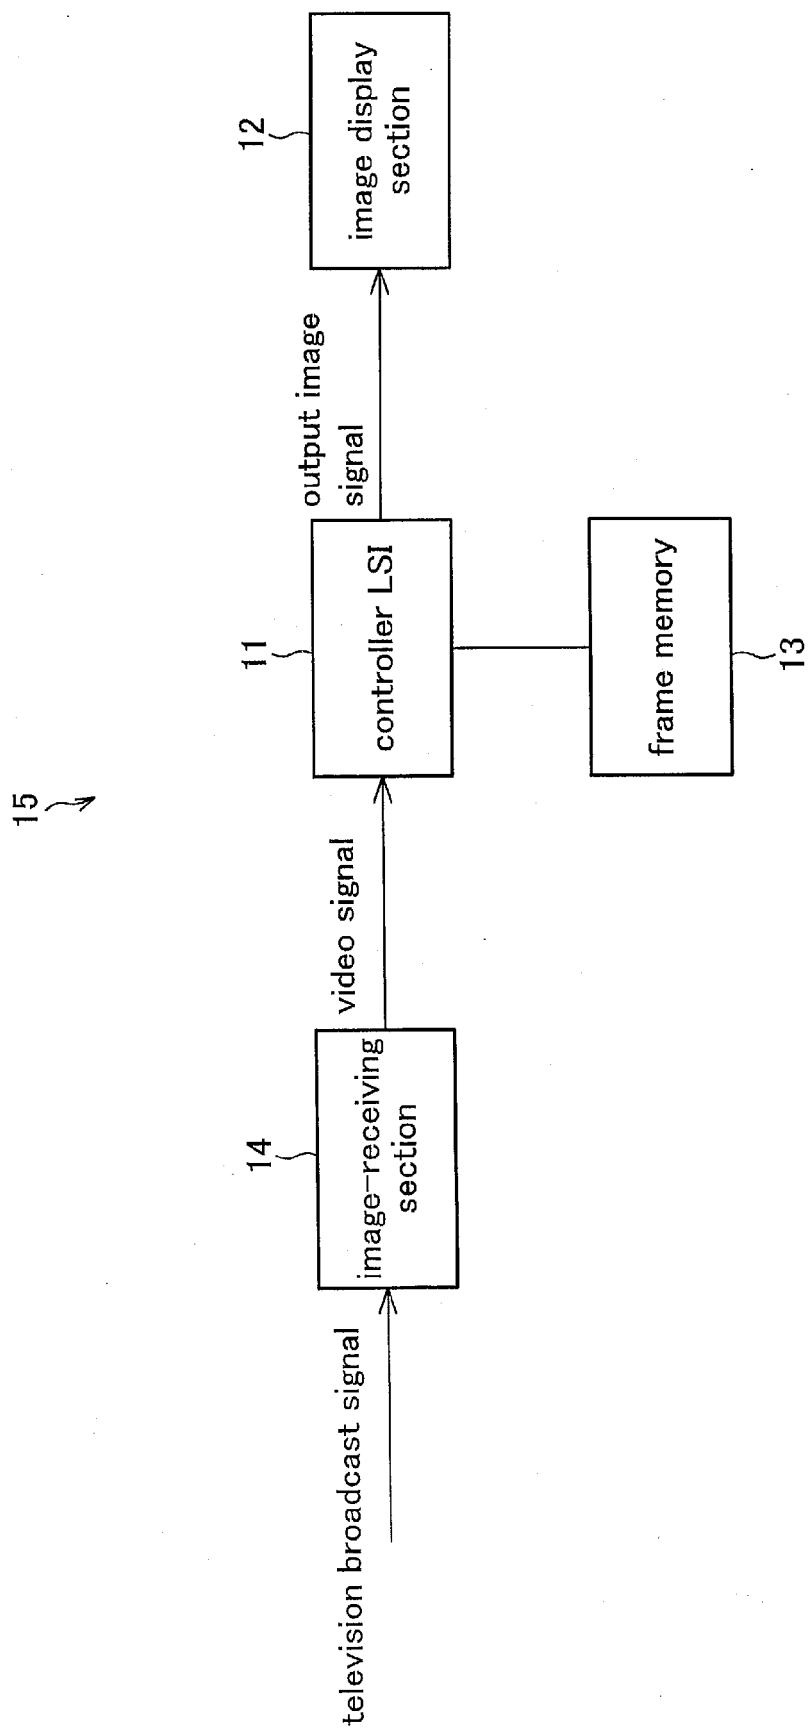 15
television broadcast signal
14
image-receiving
section
video signal
11
controller LSI
output image
signal
12
image display
section
frame memory
13